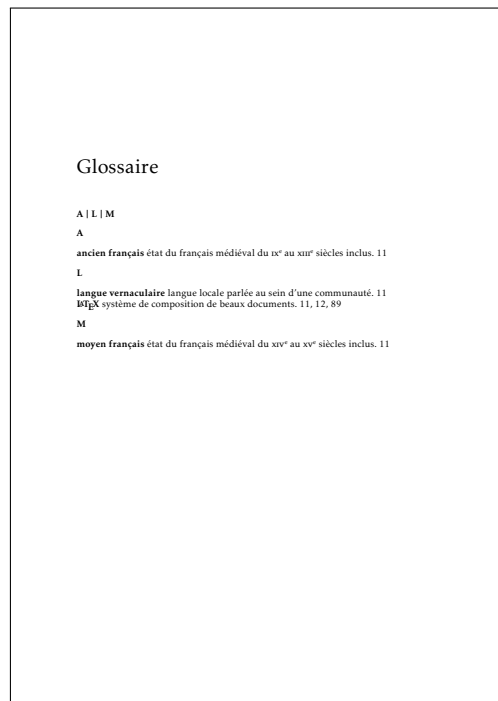 Glossaire
A | L | M
A
ancien français état du français médiéval du IXᵉ au XIIIᵉ siècles inclus. 11
L
langue vernaculaire langue locale parlée au sein d’une communauté. 11
LATEX système de composition de beaux documents. 11, 12, 89
M
moyen français état du français médiéval du XIVᵉ au XVᵉ siècles inclus. 11